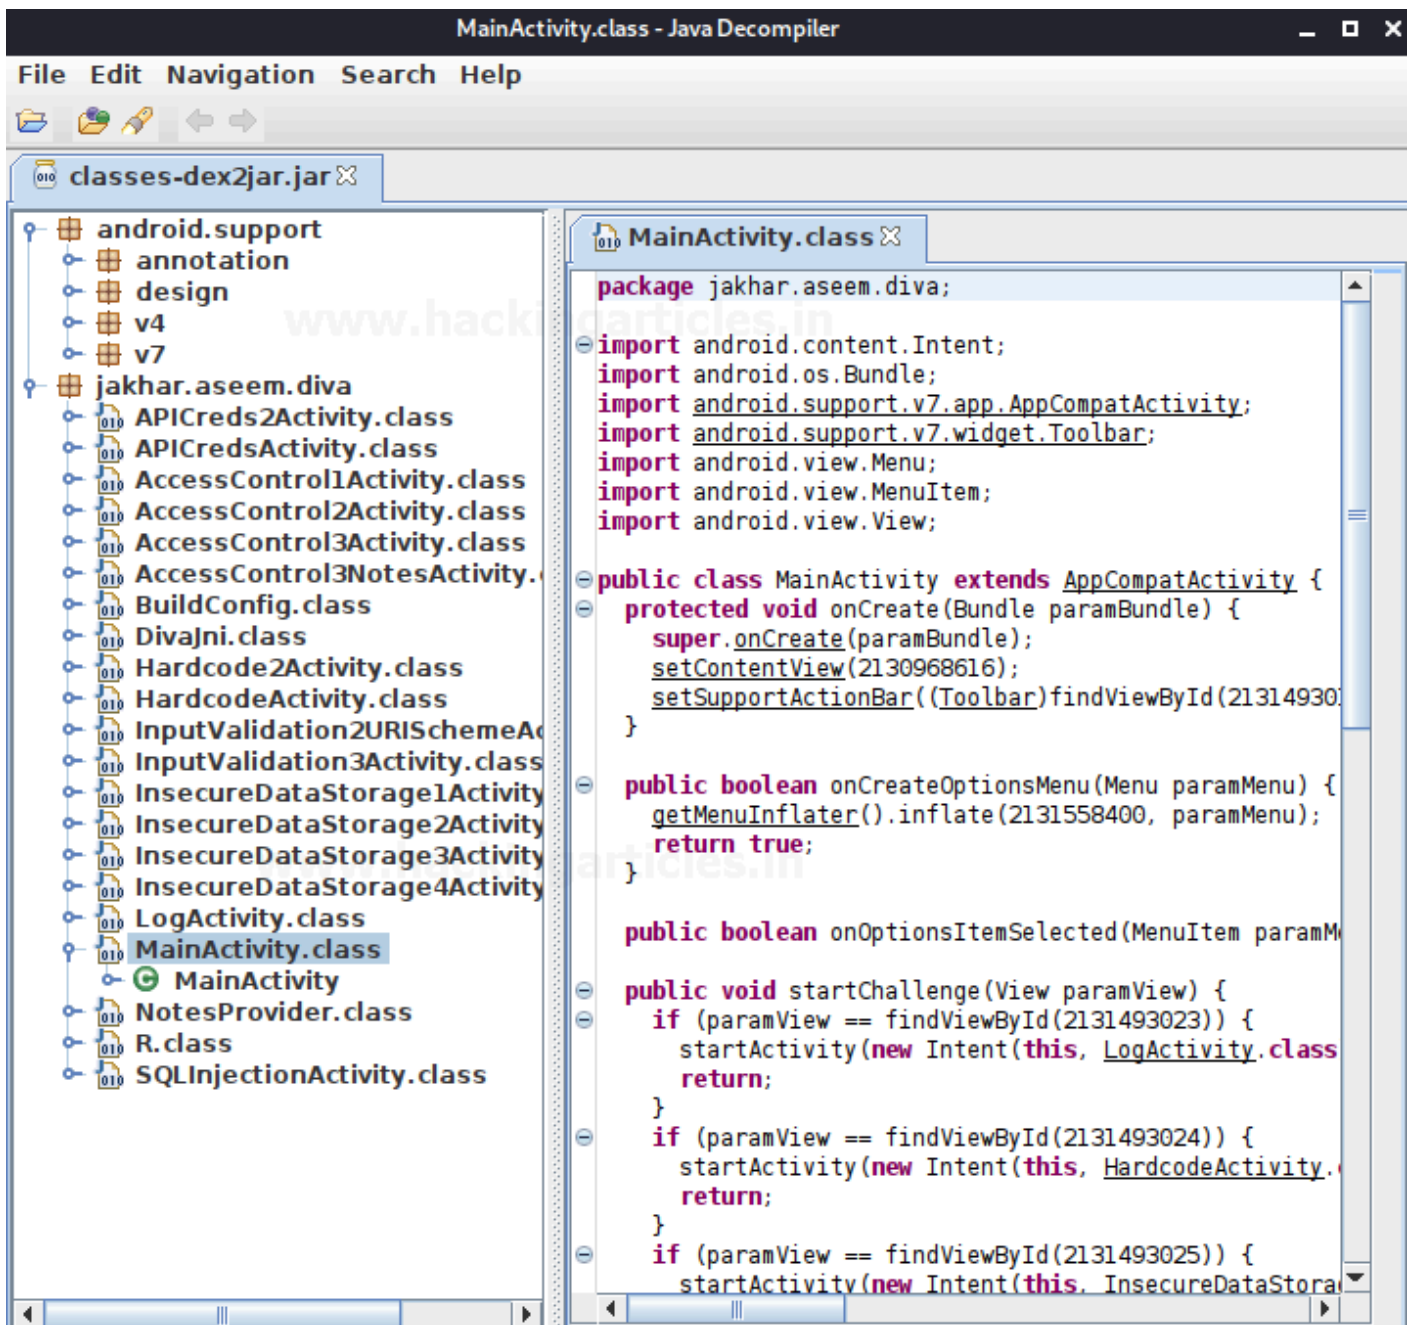 MainActivity.class - Java Decompiler
File Edit Navigation Search Help
classes-dex2jar.jar
android.support
annotation
design
v4
v7
jakhar.aseem.diva
APICreds2Activity.class
APICredsActivity.class
AccessControl1Activity.class
AccessControl2Activity.class
AccessControl3Activity.class
AccessControl3NotesActivity.
BuildConfig.class
DivaJni.class
Hardcode2Activity.class
HardcodeActivity.class
InputValidation2URISchemeAc
InputValidation3Activity.class
InsecureDataStorage1Activity
InsecureDataStorage2Activity
InsecureDataStorage3Activity
InsecureDataStorage4Activity
LogActivity.class
MainActivity.class
MainActivity
NotesProvider.class
R.class
SQLInjectionActivity.class
MainActivity.class
package jakhar.aseem.diva;
import android.content.Intent;
import android.os.Bundle;
import android.support.v7.app.AppCompatActivity;
import android.support.v7.widget.Toolbar;
import android.view.Menu;
import android.view.MenuItem;
import android.view.View;
public class MainActivity extends AppCompatActivity {
protected void onCreate(Bundle paramBundle) {
super.onCreate(paramBundle);
setContentView(2130968616);
setSupportActionBar((Toolbar)findViewById(21314930
}
public boolean onCreateOptionsMenu(Menu paramMenu) {
getMenuInflater().inflate(2131558400, paramMenu);
return true;
}
public boolean onOptionsItemSelected(MenuItem paramM
public void startChallenge(View paramView) {
if (paramView == findViewById(2131493023)) {
startActivity(new Intent(this, LogActivity.class
return;
}
if (paramView == findViewById(2131493024)) {
startActivity(new Intent(this, HardcodeActivity.
return;
}
if (paramView == findViewById(2131493025)) {
startActivity(new Intent(this, InsecureDataStora
www.hackingarticles.in
www.hackingarticles.in